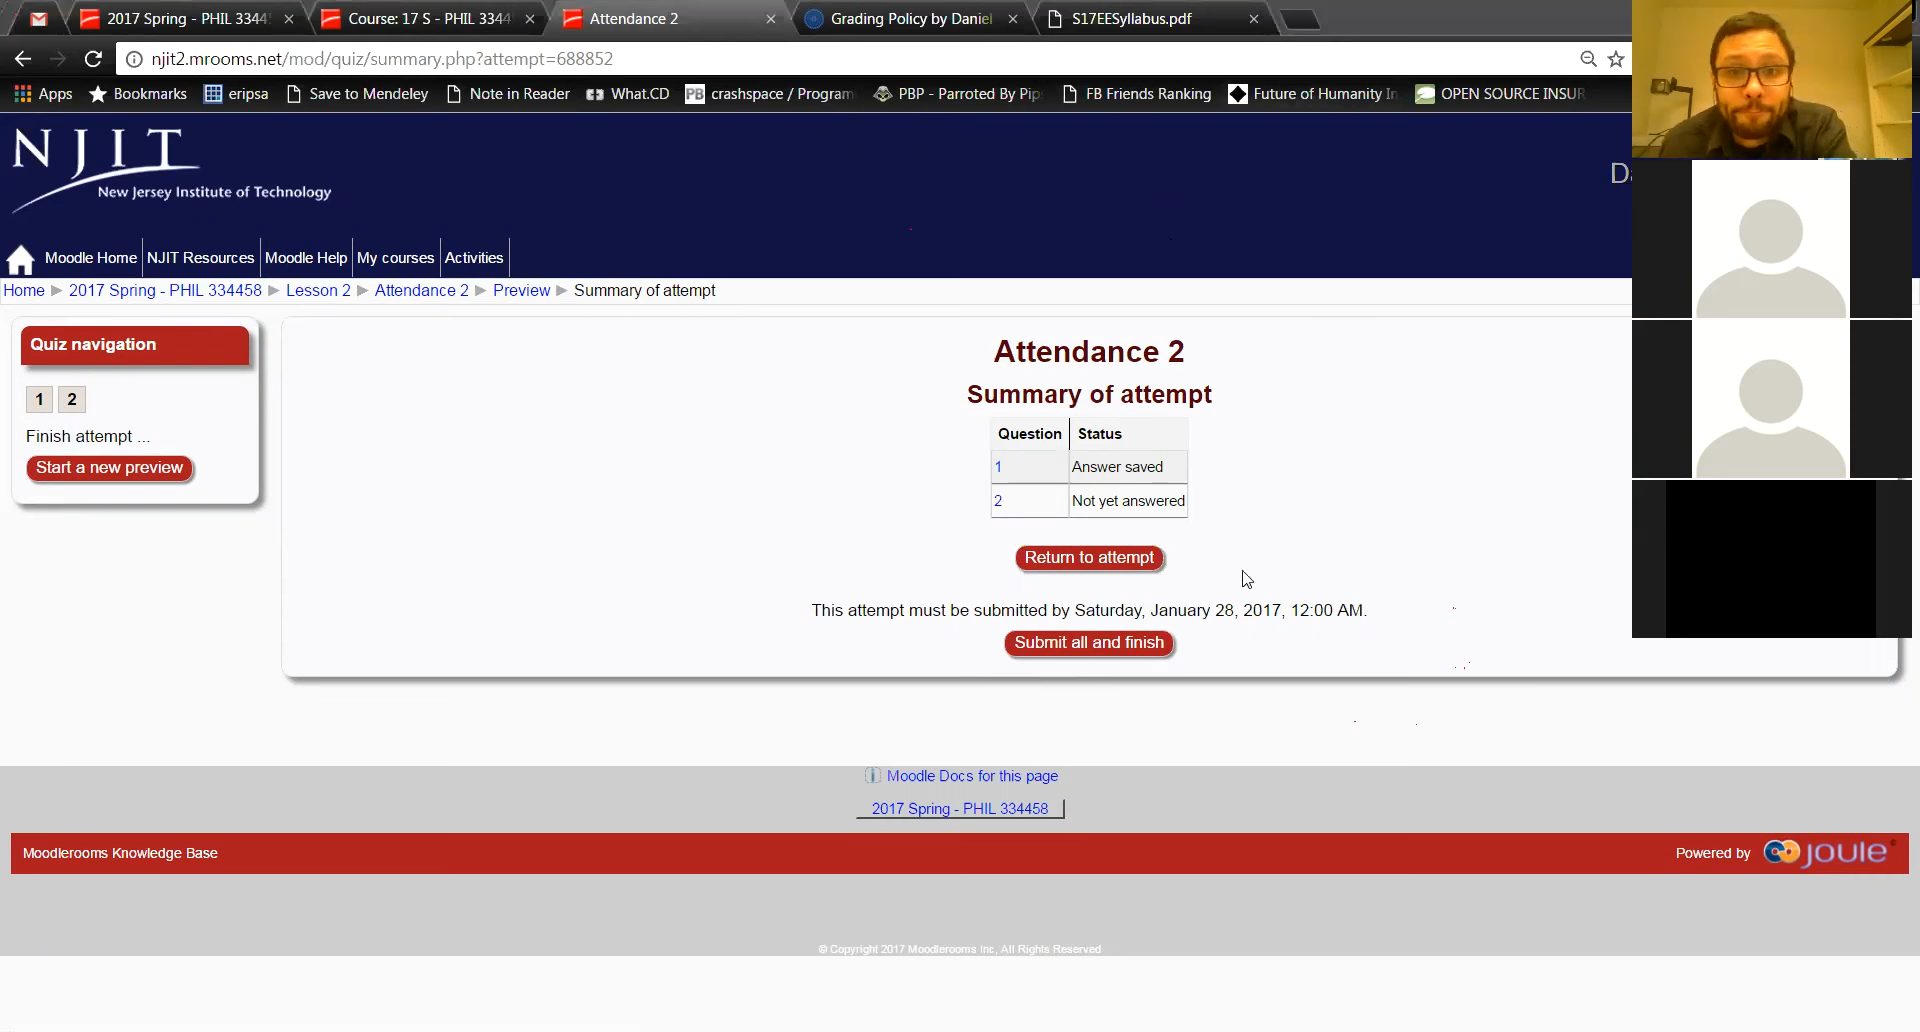 2017 Spring - PHIL 3344
Course: 17 S - PHIL 3344
Attendance 2
Grading Policy by Daniel
S17EESyllabus.pdf
njit2.mrooms.net/mod/quiz/summary.php?attempt=688852
Apps
Bookmarks
eripsa
Save to Mendeley
Note in Reader
What.CD
PB crashspace / Program
PBP - Parroted By Pip
FB Friends Ranking
Future of Humanity In
OPEN SOURCE INSUR
NJIT
New Jersey Institute of Technology
Moodle Home
NJIT Resources
Moodle Help
My courses
Activities
Home ▶ 2017 Spring - PHIL 334458 ▶ Lesson 2 ▶ Attendance 2 ▶ Preview ▶ Summary of attempt
Quiz navigation
1 2
Finish attempt ...
Start a new preview
Attendance 2
Summary of attempt
Question Status
1 Answer saved
2 Not yet answered
Return to attempt
This attempt must be submitted by Saturday, January 28, 2017, 12:00 AM.
Submit all and finish
Moodle Docs for this page
2017 Spring - PHIL 334458
Moodlerooms Knowledge Base
Powered by joule
© Copyright 2017 Moodlerooms Inc, All Rights Reserved